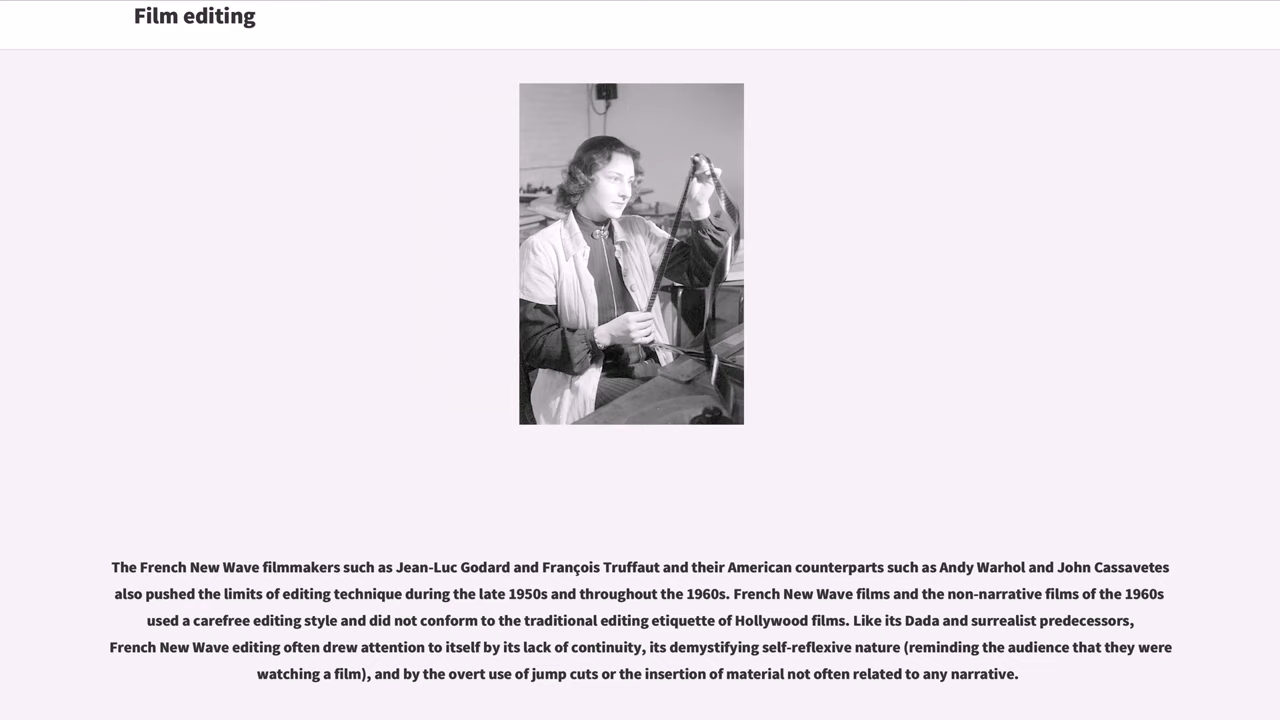 Film editing
The French New Wave filmmakers such as Jean-Luc Godard and François Truffaut and their American counterparts such as Andy Warhol and John Cassavetes
also pushed the limits of editing technique during the late 1950s and throughout the 1960s. French New Wave films and the non-narrative films of the 1960s
used a carefree editing style and did not conform to the traditional editing etiquette of Hollywood films. Like its Dada and surrealist predecessors,
French New Wave editing often drew attention to itself by its lack of continuity, its demystifying self-reflexive nature (reminding the audience that they were
watching a film), and by the overt use of jump cuts or the insertion of material not often related to any narrative.